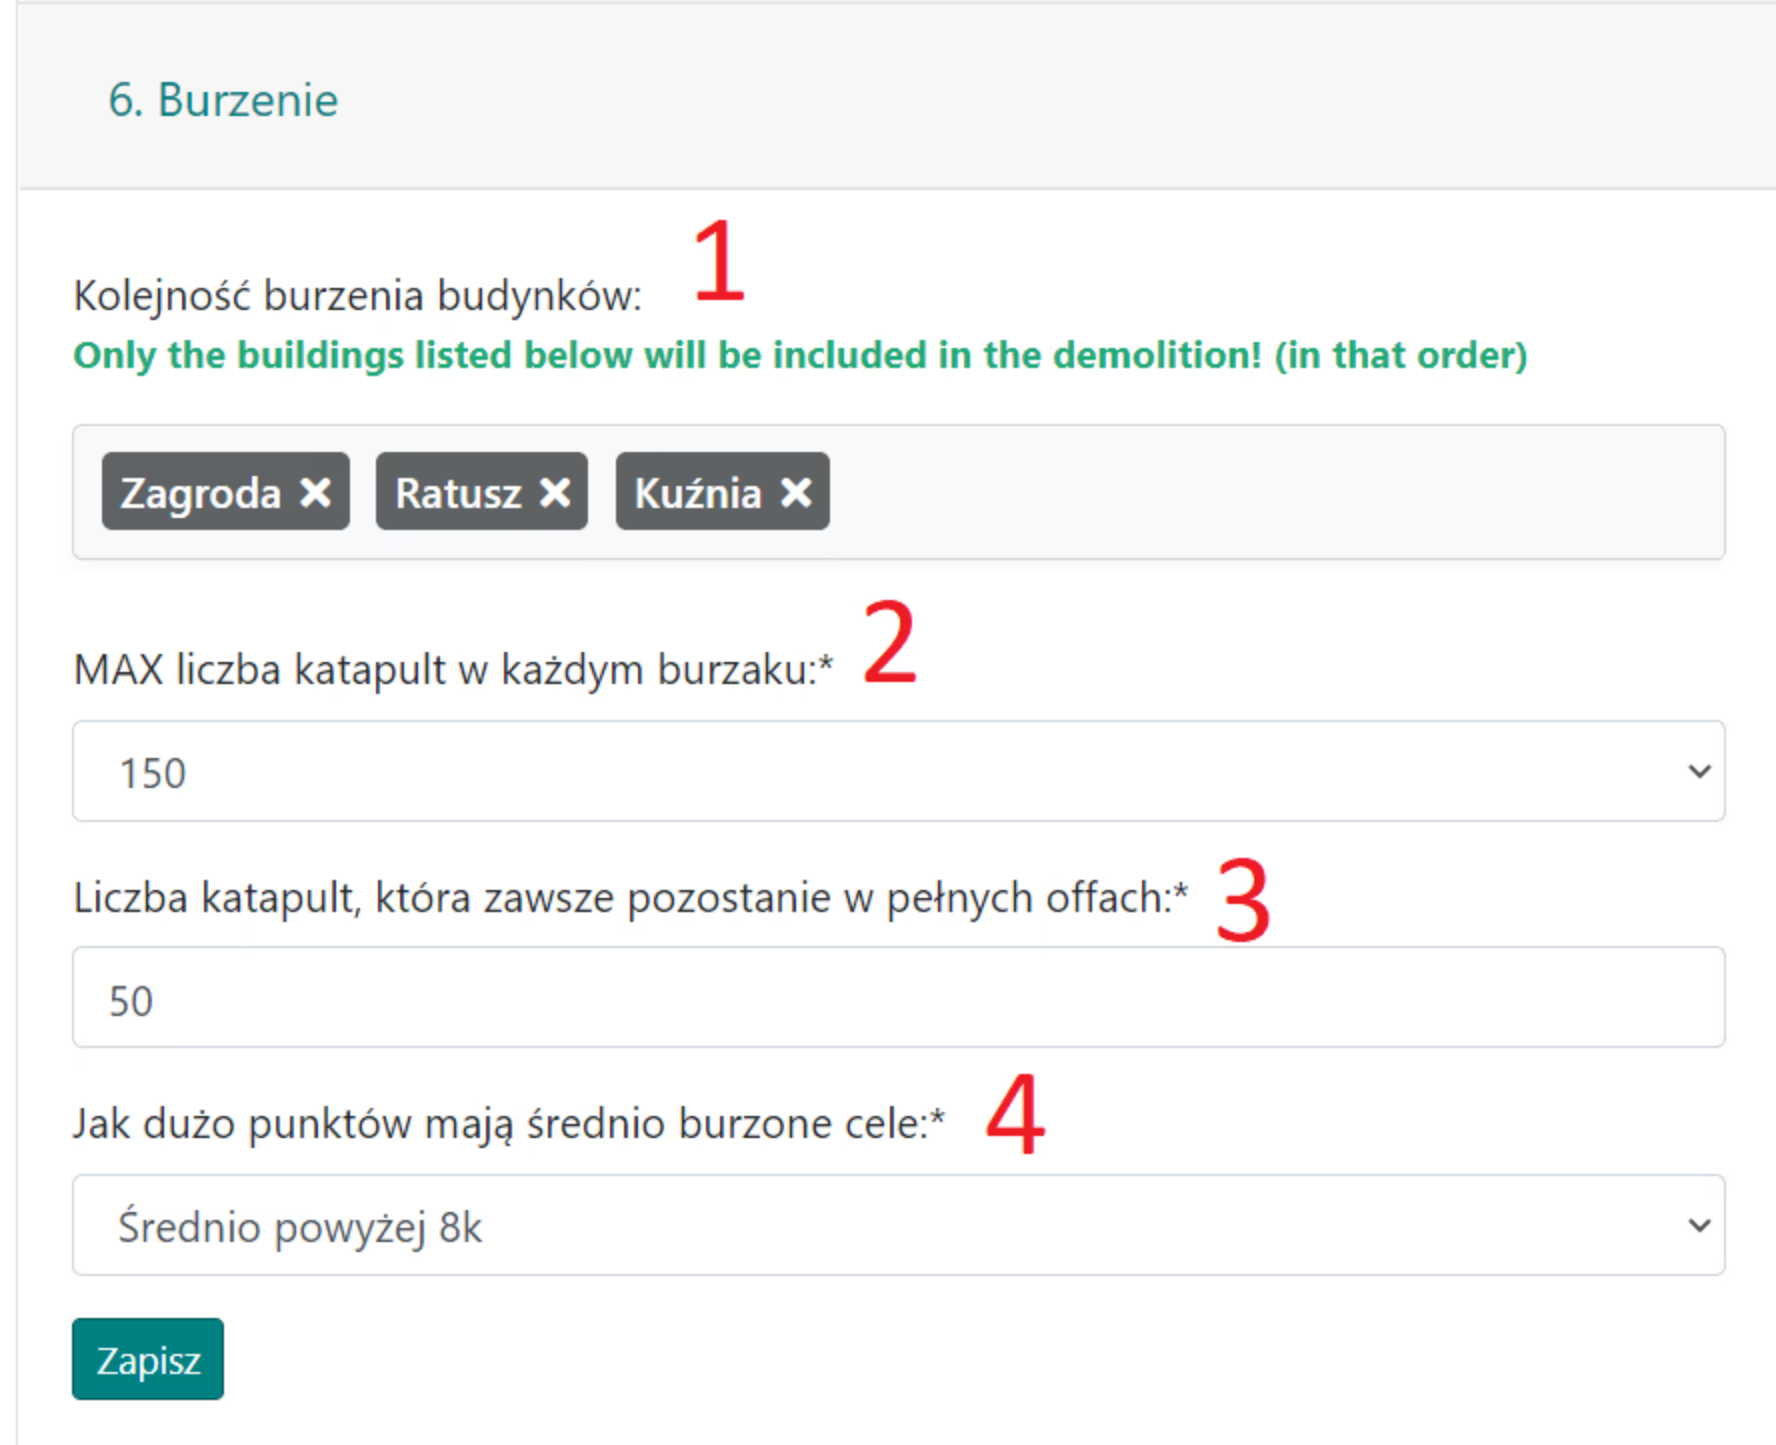 6. Burzenie
1
Kolejność burzenia budynków:
Only the buildings listed below will be included in the demolition! (in that order)
Zagroda × Ratusz × Kuźnia ×
2
MAX liczba katapult w każdym burzaku:*
150
Liczba katapult, która zawsze pozostanie w pełnych offach:* 3
50
Jak dużo punktów mają średnio burzone cele:* 4
Średnio powyżej 8k
Zapisz